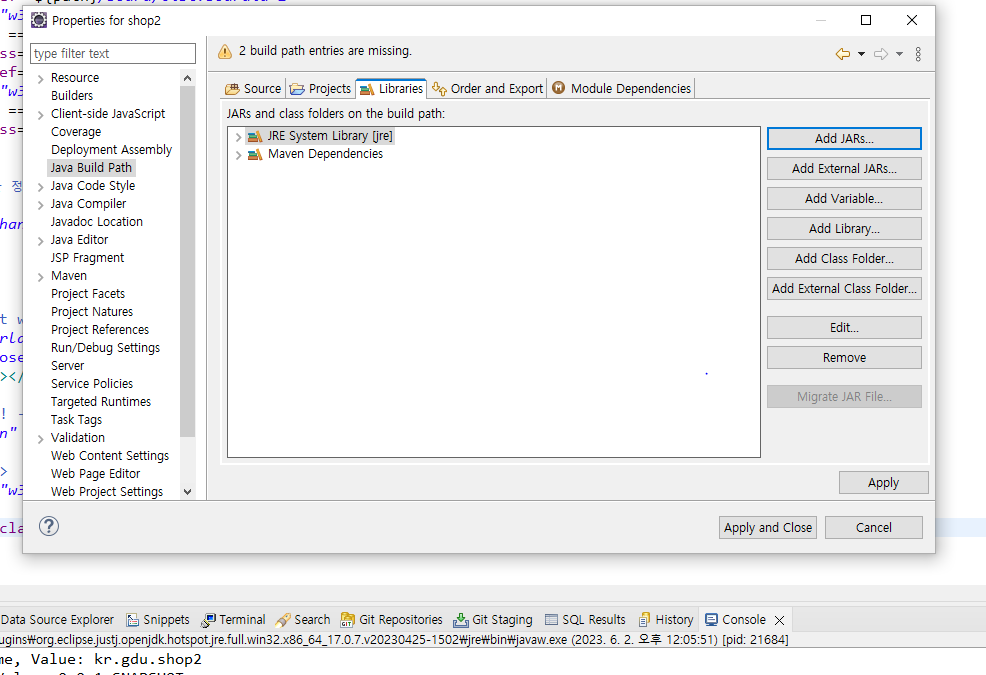 Properties for shop2
type filter text
2 build path entries are missing.
Resource
Builders
Client-side JavaScript
Coverage
Deployment Assembly
Java Build Path
Java Code Style
Java Compiler
Javadoc Location
Java Editor
JSP Fragment
Maven
Project Facets
Project Natures
Project References
Run/Debug Settings
Server
Service Policies
Targeted Runtimes
Task Tags
Validation
Web Content Settings
Web Page Editor
Web Project Settings
Source Projects Libraries Order and Export Module Dependencies
JARs and class folders on the build path:
JRE System Library [jre]
Maven Dependencies
Add JARs...
Add External JARs...
Add Variable...
Add Library...
Add Class Folder...
Add External Class Folder...
Edit...
Remove
Migrate JAR File...
Apply
Apply and Close Cancel
Data Source Explorer Snippets Terminal Search Git Repositories Git Staging SQL Results History Console
ugins₩org.eclipse.justj.openjdk.hotspot.jre.full.win32.x86_64_17.0.7.v20230425-1502₩jre₩bin₩javaw.exe (2023. 6. 2. 오후 12:05:51) [pid: 21684]
me, Value: kr.gdu.shop2